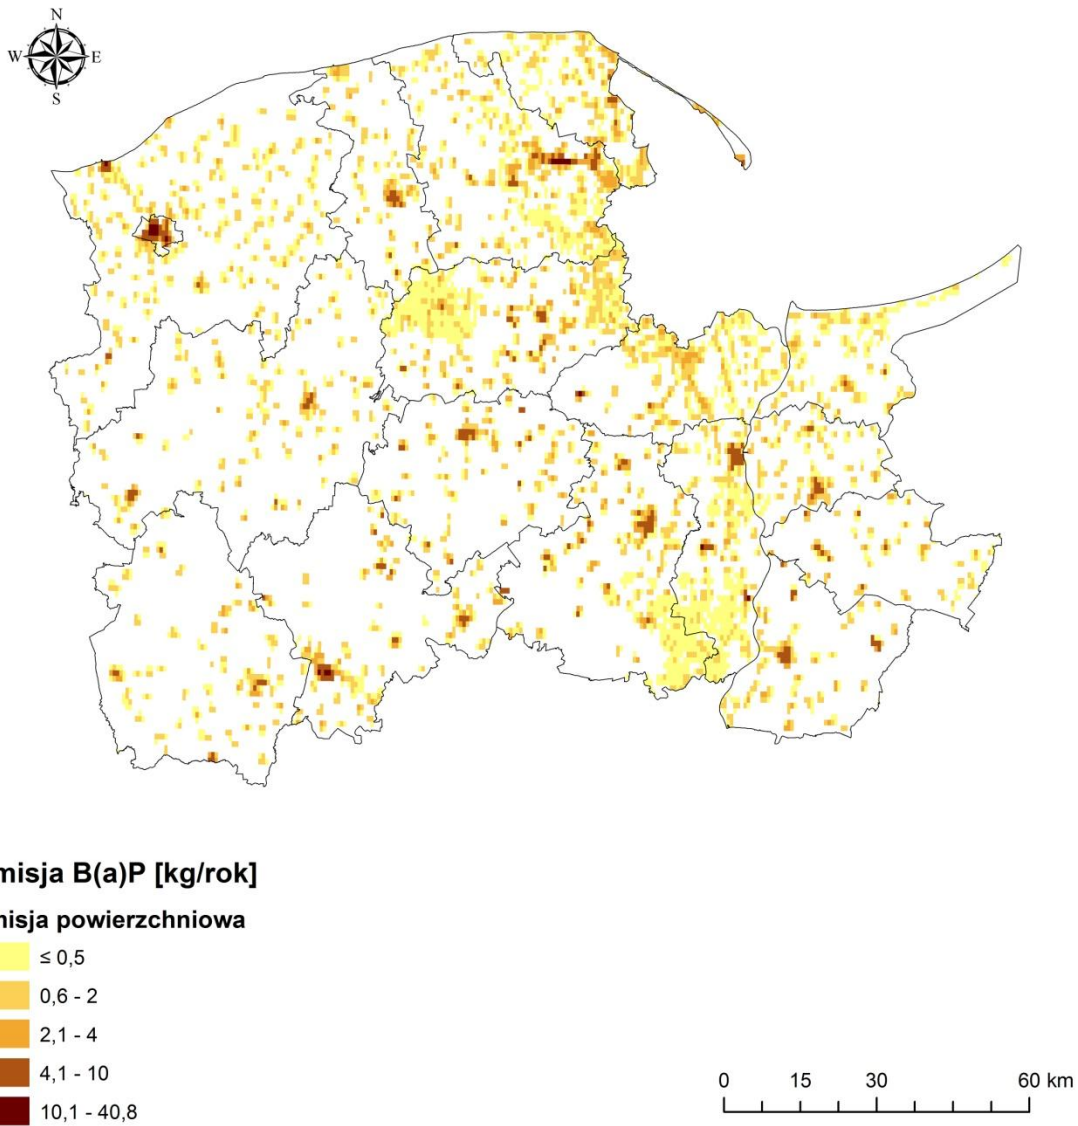 N
W E
S
misja B(a)P [kg/rok]
misja powierzchniowa
≤ 0,5
0,6 - 2
2,1 - 4
4,1 - 10
10,1 - 40,8
0 15 30 60 km